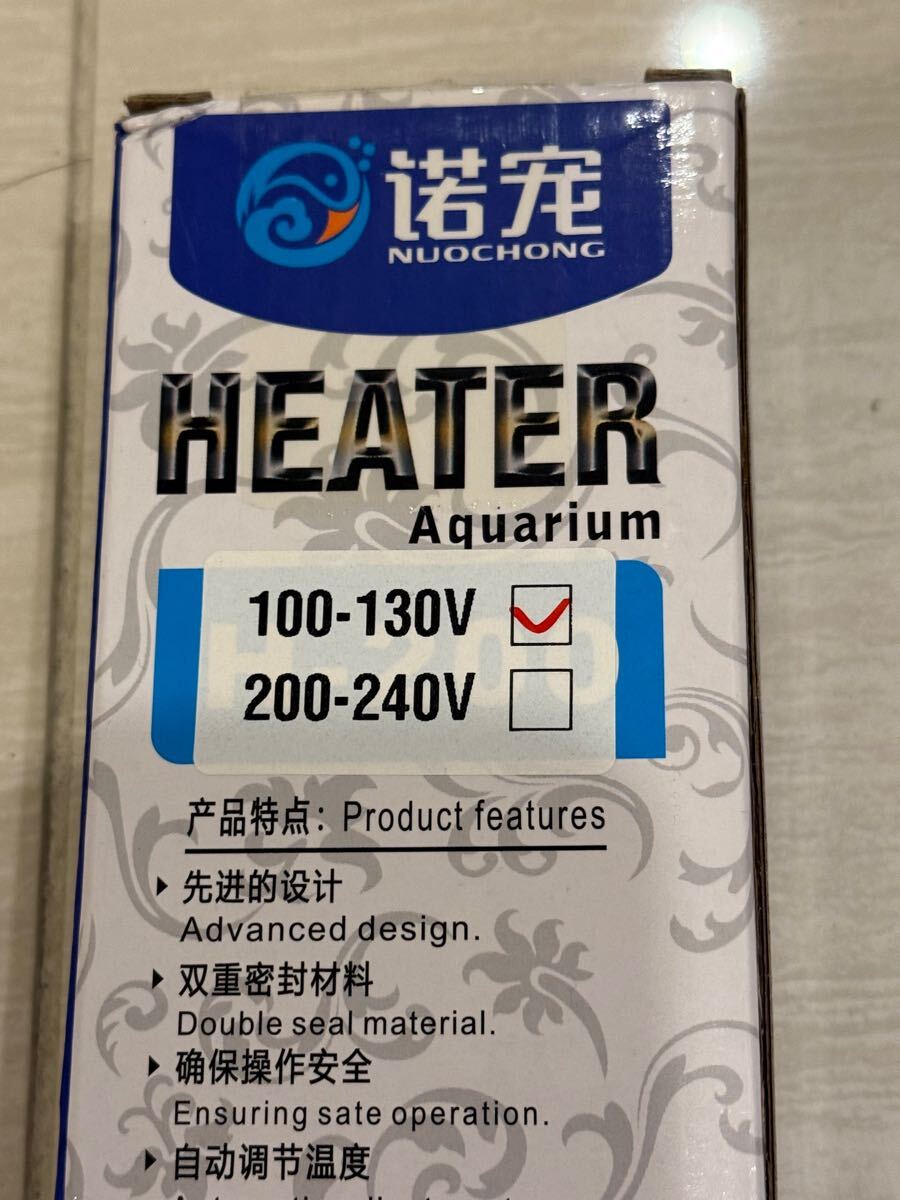 诺宠
NUOCHONG
HEATER
Aquarium
100-130V
200-240V
产品特点: Product features
先进的设计
Advanced design.
双重密封材料
Double seal material.
确保操作安全
Ensuring sate operation.
自动调节温度